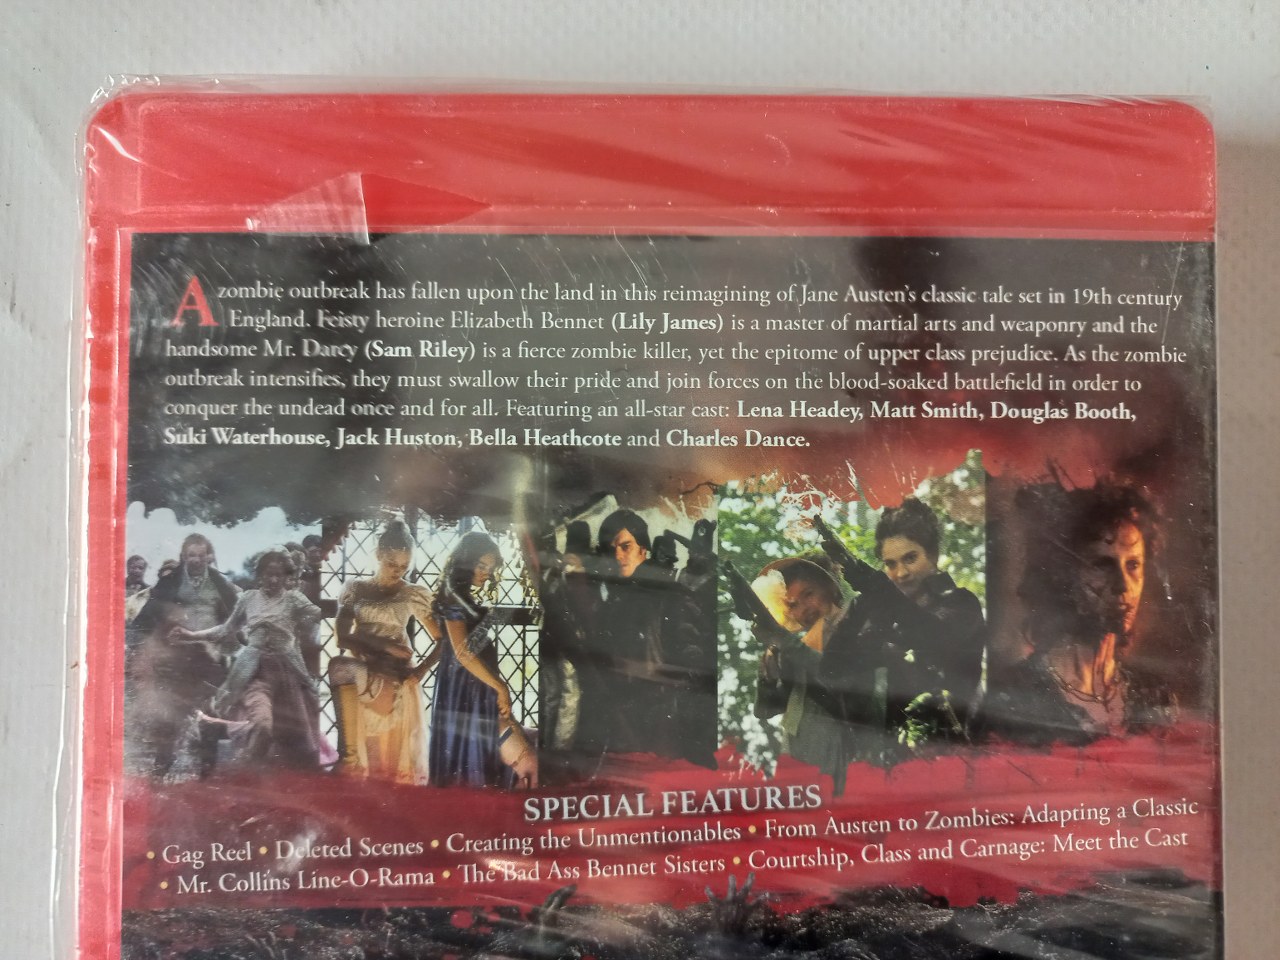 A zombie outbreak has fallen upon the land in this reimagining of Jane Austen's classic tale set in 19th century
England. Feisty heroine Elizabeth Bennet (Lily James) is a master of martial arts and weaponry and the
handsome Mr. Darcy (Sam Riley) is a fierce zombie killer, yet the epitome of upper class prejudice. As the zombie
outbreak intensifies, they must swallow their pride and join forces on the blood-soaked battlefield in order to
conquer the undead once and for all. Featuring an all-star cast: Lena Headey, Matt Smith, Douglas Booth,
Suki Waterhouse, Jack Huston, Bella Heathcote and Charles Dance.
SPECIAL FEATURES
• Gag Reel • Deleted Scenes • Creating the Unmentionables • From Austen to Zombies: Adapting a Classic
• Mr. Collins Line-O-Rama • The Bad Ass Bennet Sisters • Courtship, Class and Carnage: Meet the Cast